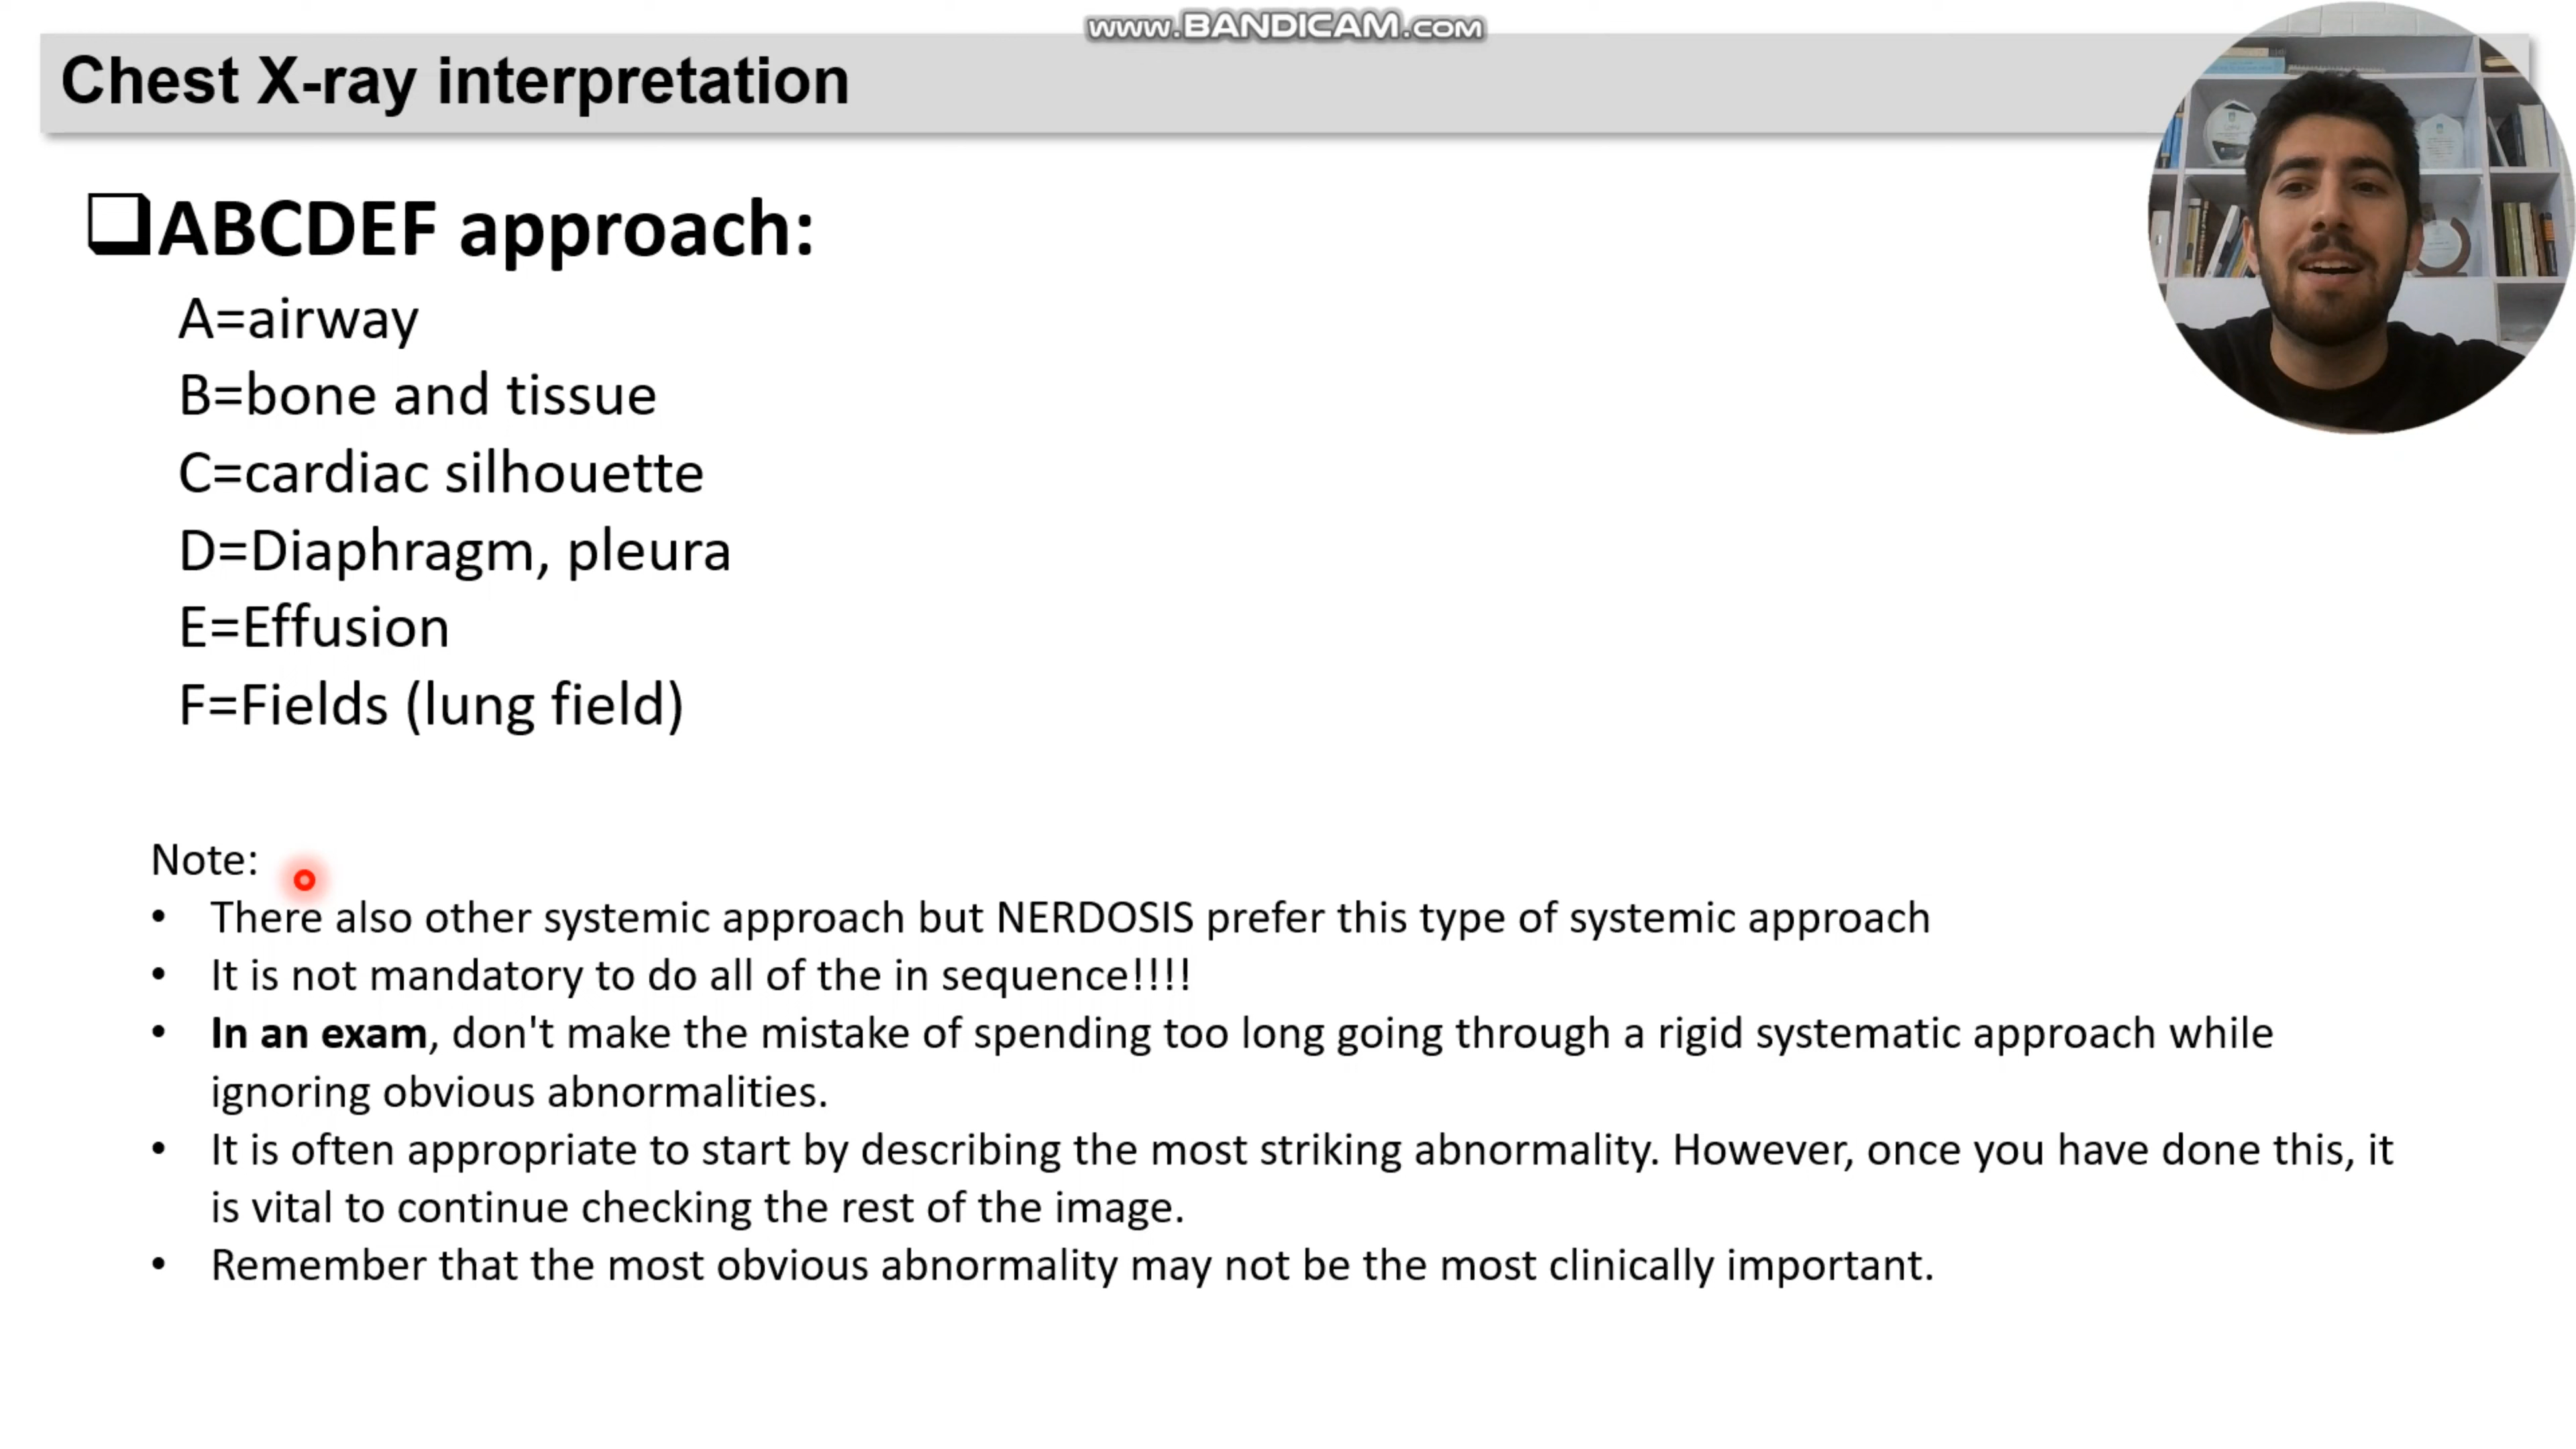 www.BANDICAM.com
Chest X-ray interpretation
ABCDEF approach:
A=airway
B=bone and tissue
C=cardiac silhouette
D=Diaphragm, pleura
E=Effusion
F=Fields (lung field)
Note:
• There also other systemic approach but NERDOSIS prefer this type of systemic approach
• It is not mandatory to do all of the in sequence!!!!
• In an exam, don't make the mistake of spending too long going through a rigid systematic approach while
ignoring obvious abnormalities.
• It is often appropriate to start by describing the most striking abnormality. However, once you have done this, it
is vital to continue checking the rest of the image.
• Remember that the most obvious abnormality may not be the most clinically important.